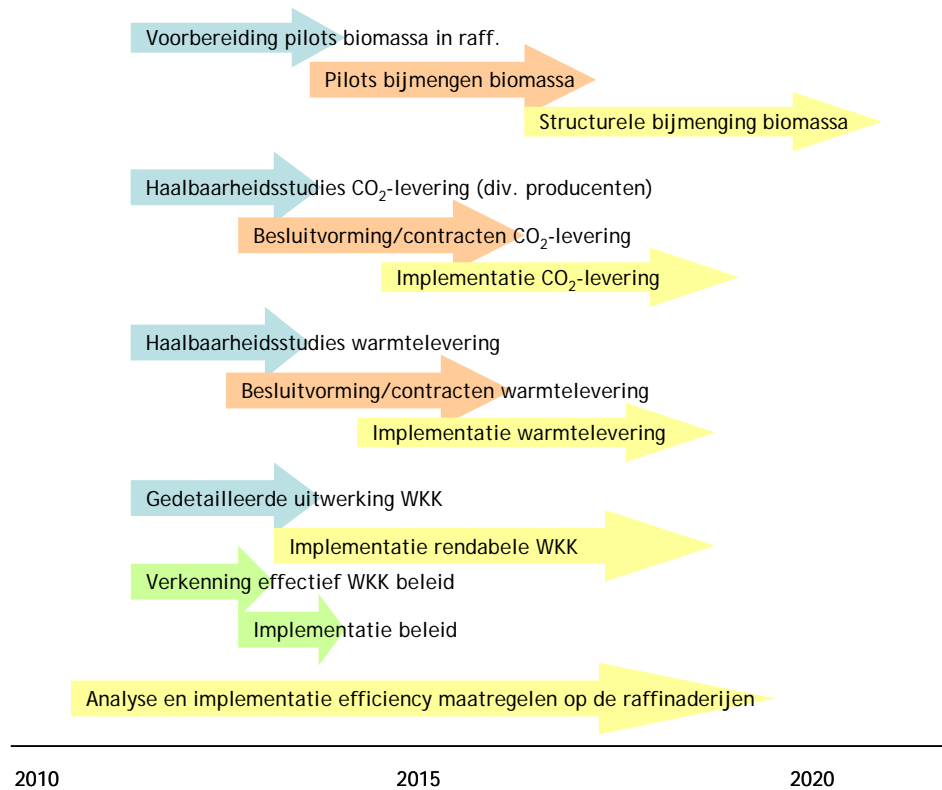 Voorbereiding pilots biomassa in raff.
Pilots bijmengen biomassa
Structurele bijmenging biomassa
Haalbaarheidsstudies CO₂-levering (div. producenten)
Besluitvorming/contracten CO₂-levering
Implementatie CO₂-levering
Haalbaarheidsstudies warmtelevering
Besluitvorming/contracten warmtelevering
Implementatie warmtelevering
Gedetailleerde uitwerking WKK
Implementatie rendabele WKK
Verkenning effectief WKK beleid
Implementatie beleid
Analyse en implementatie efficiency maatregelen op de raffinaderijen
2010 2015 2020